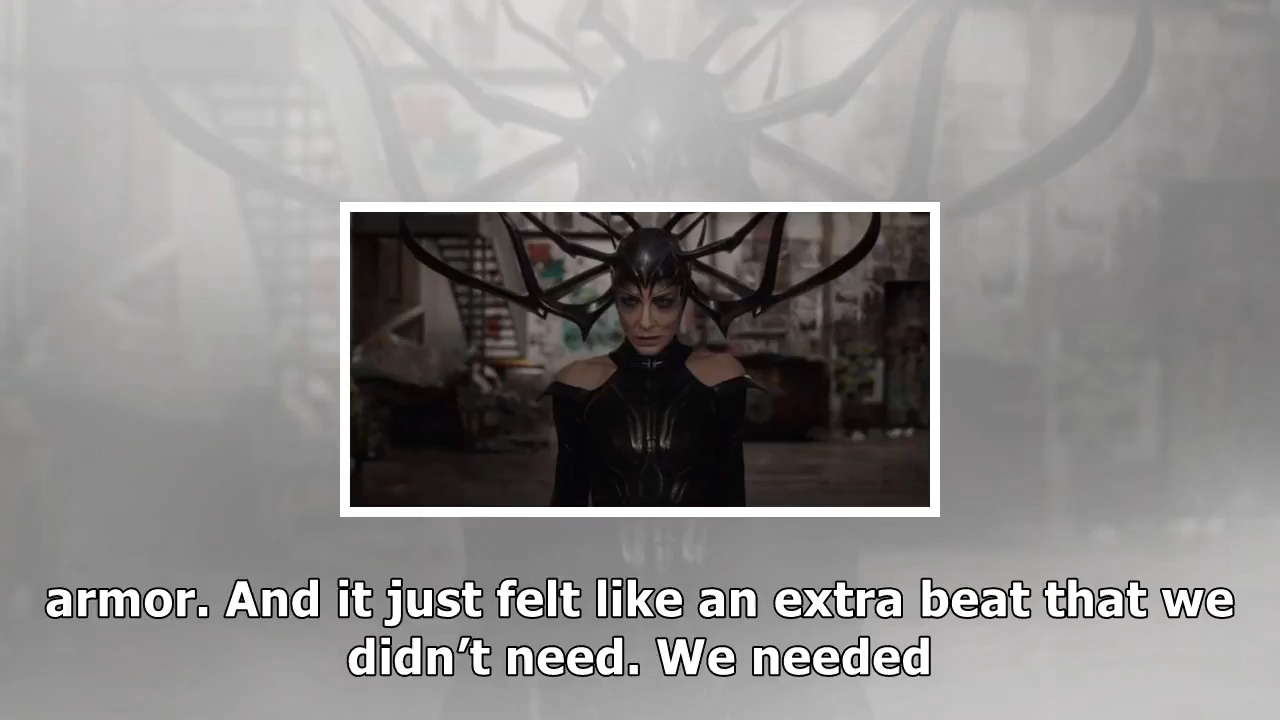 armor. And it just felt like an extra beat that we
didn’t need. We needed